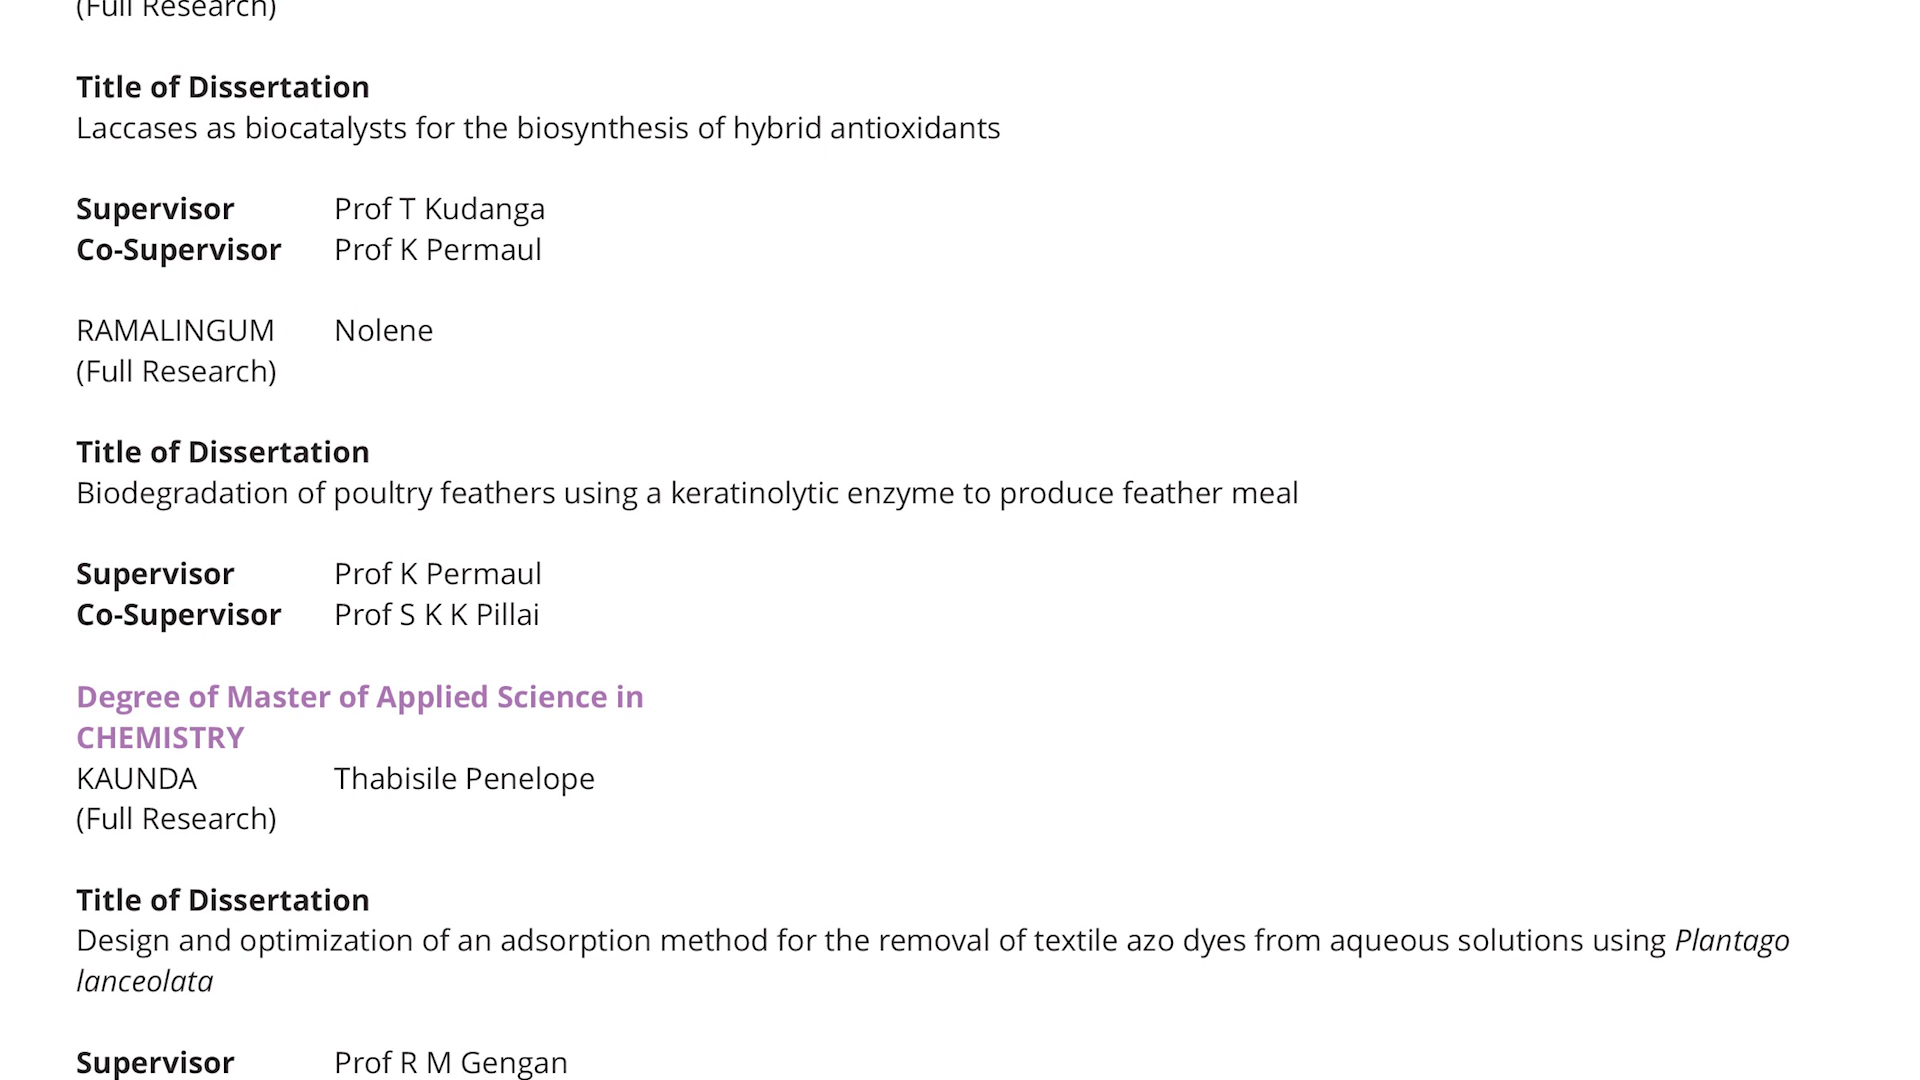 (Full Research)
Title of Dissertation
Laccases as biocatalysts for the biosynthesis of hybrid antioxidants
Supervisor Prof T Kudanga
Co-Supervisor Prof K Permaul
RAMALINGUM Nolene
(Full Research)
Title of Dissertation
Biodegradation of poultry feathers using a keratinolytic enzyme to produce feather meal
Supervisor Prof K Permaul
Co-Supervisor Prof S K K Pillai
Degree of Master of Applied Science in
CHEMISTRY
KAUNDA Thabisile Penelope
(Full Research)
Title of Dissertation
Design and optimization of an adsorption method for the removal of textile azo dyes from aqueous solutions using Plantago
lanceolata
Supervisor Prof R M Gengan